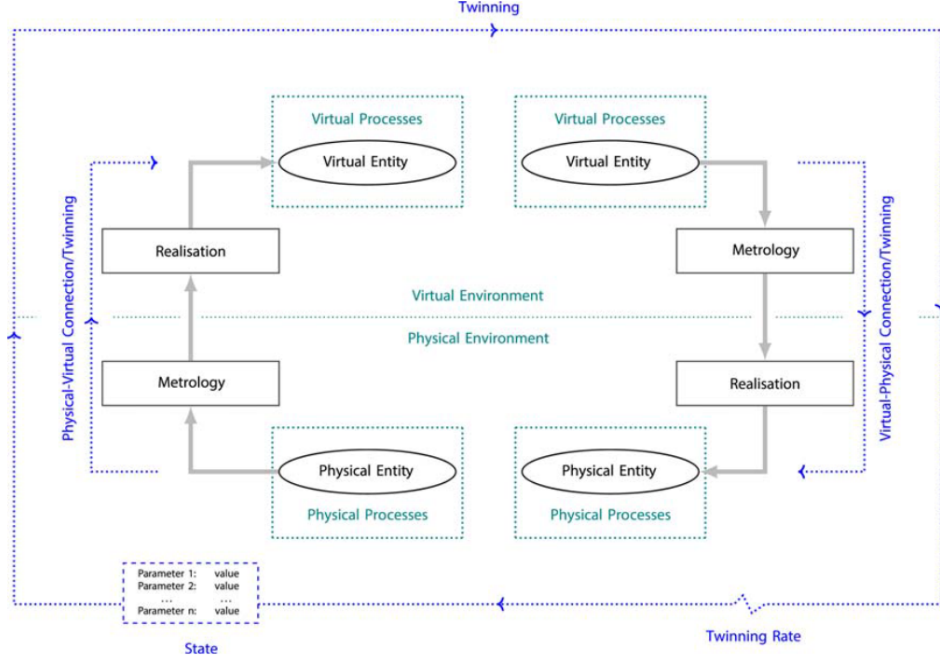 Twinning
Virtual Processes
Virtual Entity
Virtual Processes
Virtual Entity
Realisation
Metrology
Physical-Virtual Connection/Twinning
Virtual-Physical Connection/Twinning
Virtual Environment
Physical Environment
Metrology
Realisation
Physical Entity
Physical Processes
Physical Entity
Physical Processes
Parameter 1: value
Parameter 2: value
... ...
Parameter n: value
State
Twinning Rate